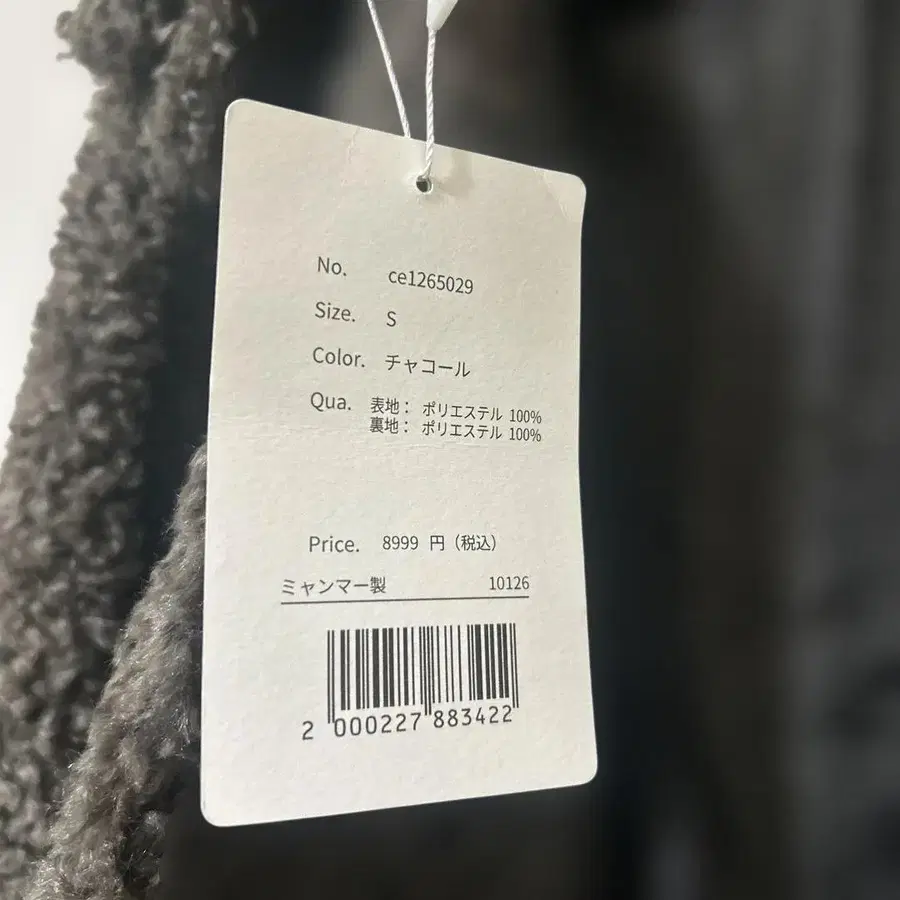 No. ce1265029
Size. S
Color. チャコール
Qua. 表地： ポリエステル 100%
裏地： ポリエステル 100%
Price. 8999 円（税込）
ミャンマー製 10126
2 000227 883422